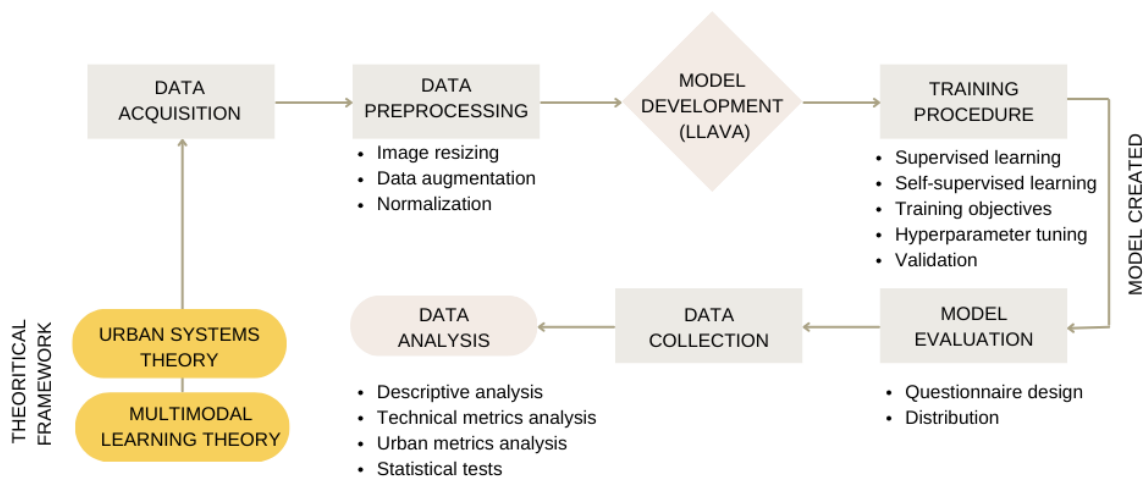 DATA
ACQUISITION
DATA
PREPROCESSING
• Image resizing
• Data augmentation
• Normalization
MODEL
DEVELOPMENT
(LLAVA)
TRAINING
PROCEDURE
• Supervised learning
• Self-supervised learning
• Training objectives
• Hyperparameter tuning
• Validation
MODEL CREATED
MODEL
EVALUATION
• Questionnaire design
• Distribution
DATA
COLLECTION
DATA
ANALYSIS
• Descriptive analysis
• Technical metrics analysis
• Urban metrics analysis
• Statistical tests
THEORITICAL
FRAMEWORK
URBAN SYSTEMS
THEORY
MULTIMODAL
LEARNING THEORY